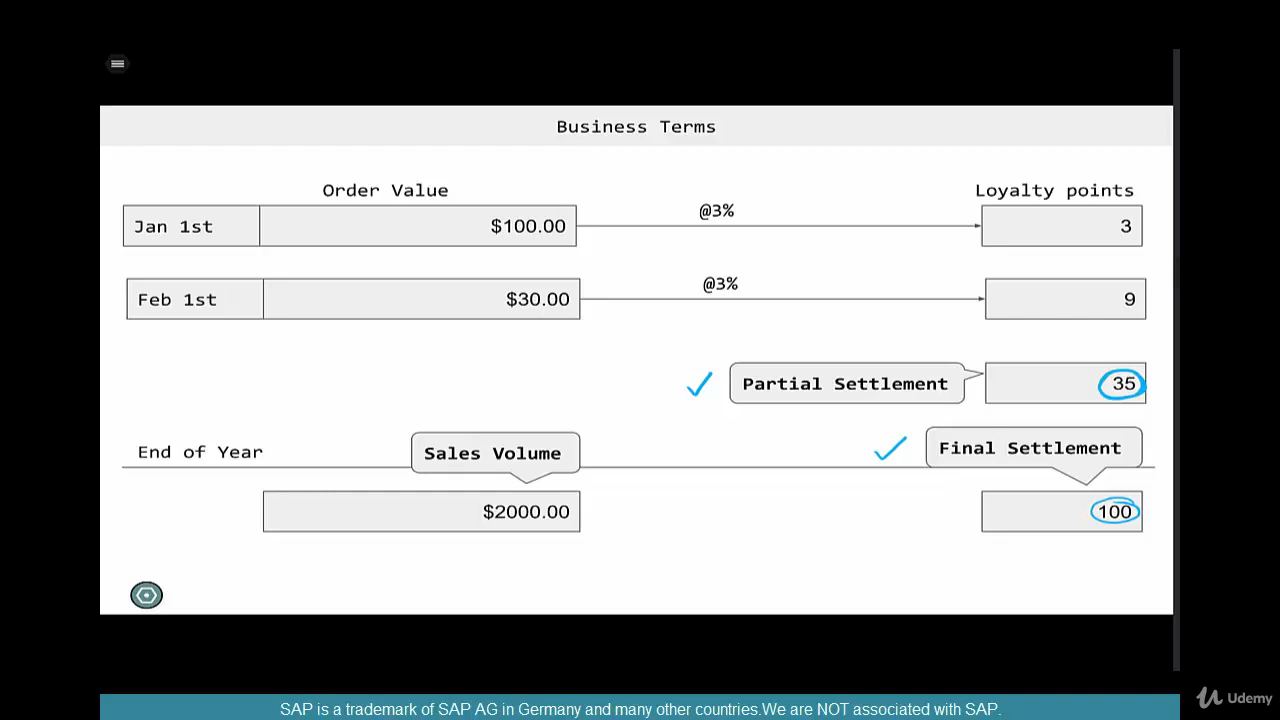 Business Terms
Order Value
Loyalty points
Jan 1st
$100.00
@3%
3
Feb 1st
$30.00
@3%
9
Partial Settlement
35
End of Year
Sales Volume
Final Settlement
$2000.00
100
SAP is a trademark of SAP AG in Germany and many other countries.We are NOT associated with SAP.
Udemy